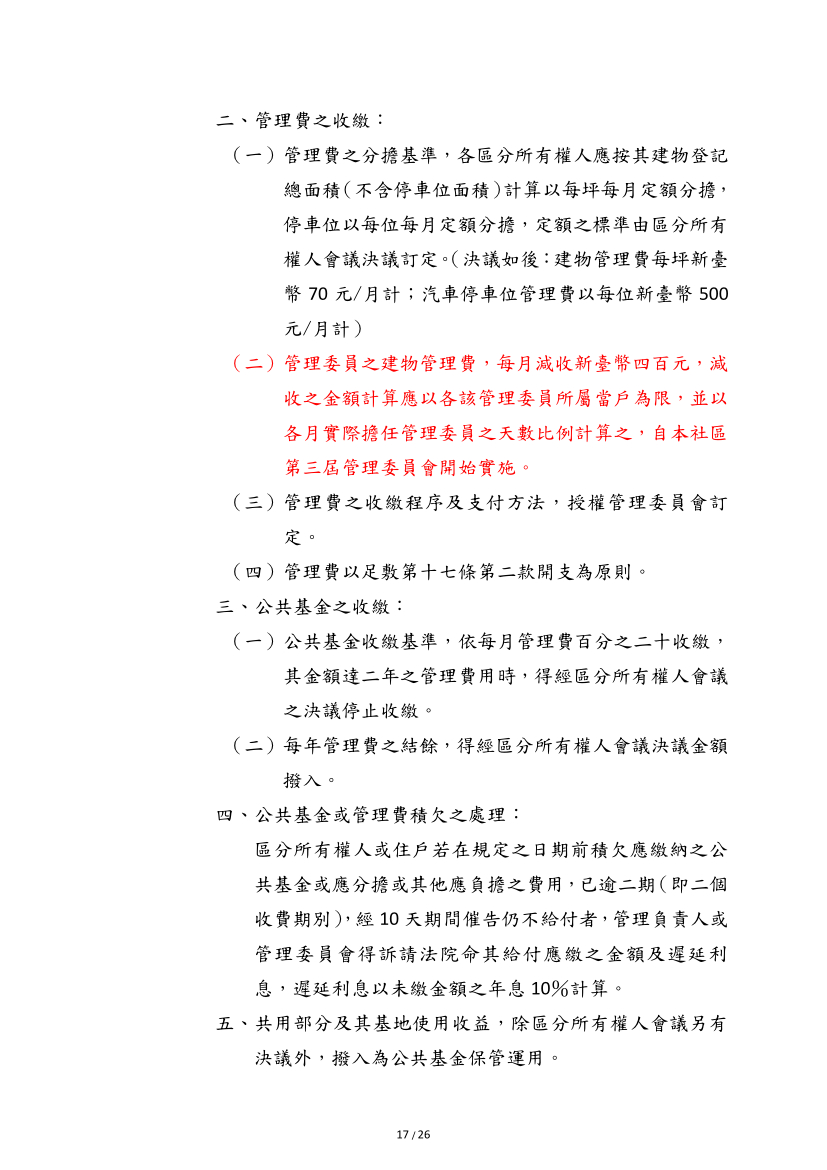 二、管理費之收繳：
（一）管理費之分擔基準，各區分所有權人應按其建物登記
總面積（不含停車位面積）計算以每坪每月定額分擔，
停車位以每位每月定額分擔，定額之標準由區分所有
權人會議決議訂定。（決議如後：建物管理費每坪新臺
幣 70 元/月計；汽車停車位管理費以每位新臺幣 500
元/月計）
（二）管理委員之建物管理費，每月減收新臺幣四百元，減
收之金額計算應以各該管理委員所屬當戶為限，並以
各月實際擔任管理委員之天數比例計算之，自本社區
第三屆管理委員會開始實施。
（三）管理費之收繳程序及支付方法，授權管理委員會訂
定。
（四）管理費以足敷第十七條第二款開支為原則。
三、公共基金之收繳：
（一）公共基金收繳基準，依每月管理費百分之二十收繳，
其金額達二年之管理費用時，得經區分所有權人會議
之決議停止收繳。
（二）每年管理費之結餘，得經區分所有權人會議決議金額
撥入。
四、公共基金或管理費積欠之處理：
區分所有權人或住戶若在規定之日期前積欠應繳納之公
共基金或應分擔或其他應負擔之費用，已逾二期（即二個
收費期別），經 10 天期間催告仍不給付者，管理負責人或
管理委員會得訴請法院命其給付應繳之金額及遲延利
息，遲延利息以未繳金額之年息 10％計算。
五、共用部分及其基地使用收益，除區分所有權人會議另有
決議外，撥入為公共基金保管運用。
17 / 26